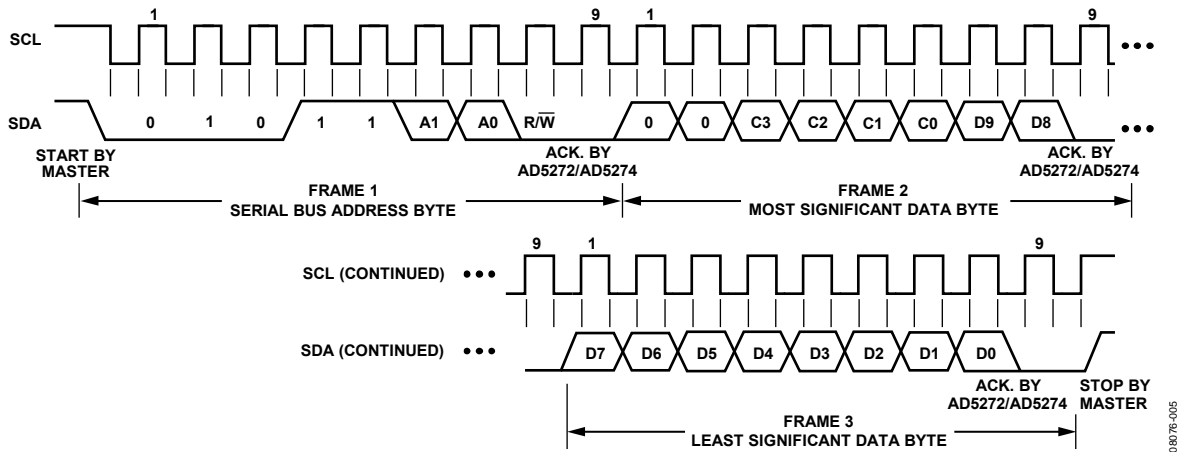 1 9 1 9
SCL
SDA 0 1 0 1 1 A1 A0 R/W̅ 0 0 C3 C2 C1 C0 D9 D8
START BY
MASTER
ACK. BY
AD5272/AD5274
ACK. BY
AD5272/AD5274
FRAME 1
SERIAL BUS ADDRESS BYTE
FRAME 2
MOST SIGNIFICANT DATA BYTE
9 1 9
SCL (CONTINUED)
SDA (CONTINUED) D7 D6 D5 D4 D3 D2 D1 D0
ACK. BY
AD5272/AD5274
STOP BY
MASTER
FRAME 3
LEAST SIGNIFICANT DATA BYTE
08076-005